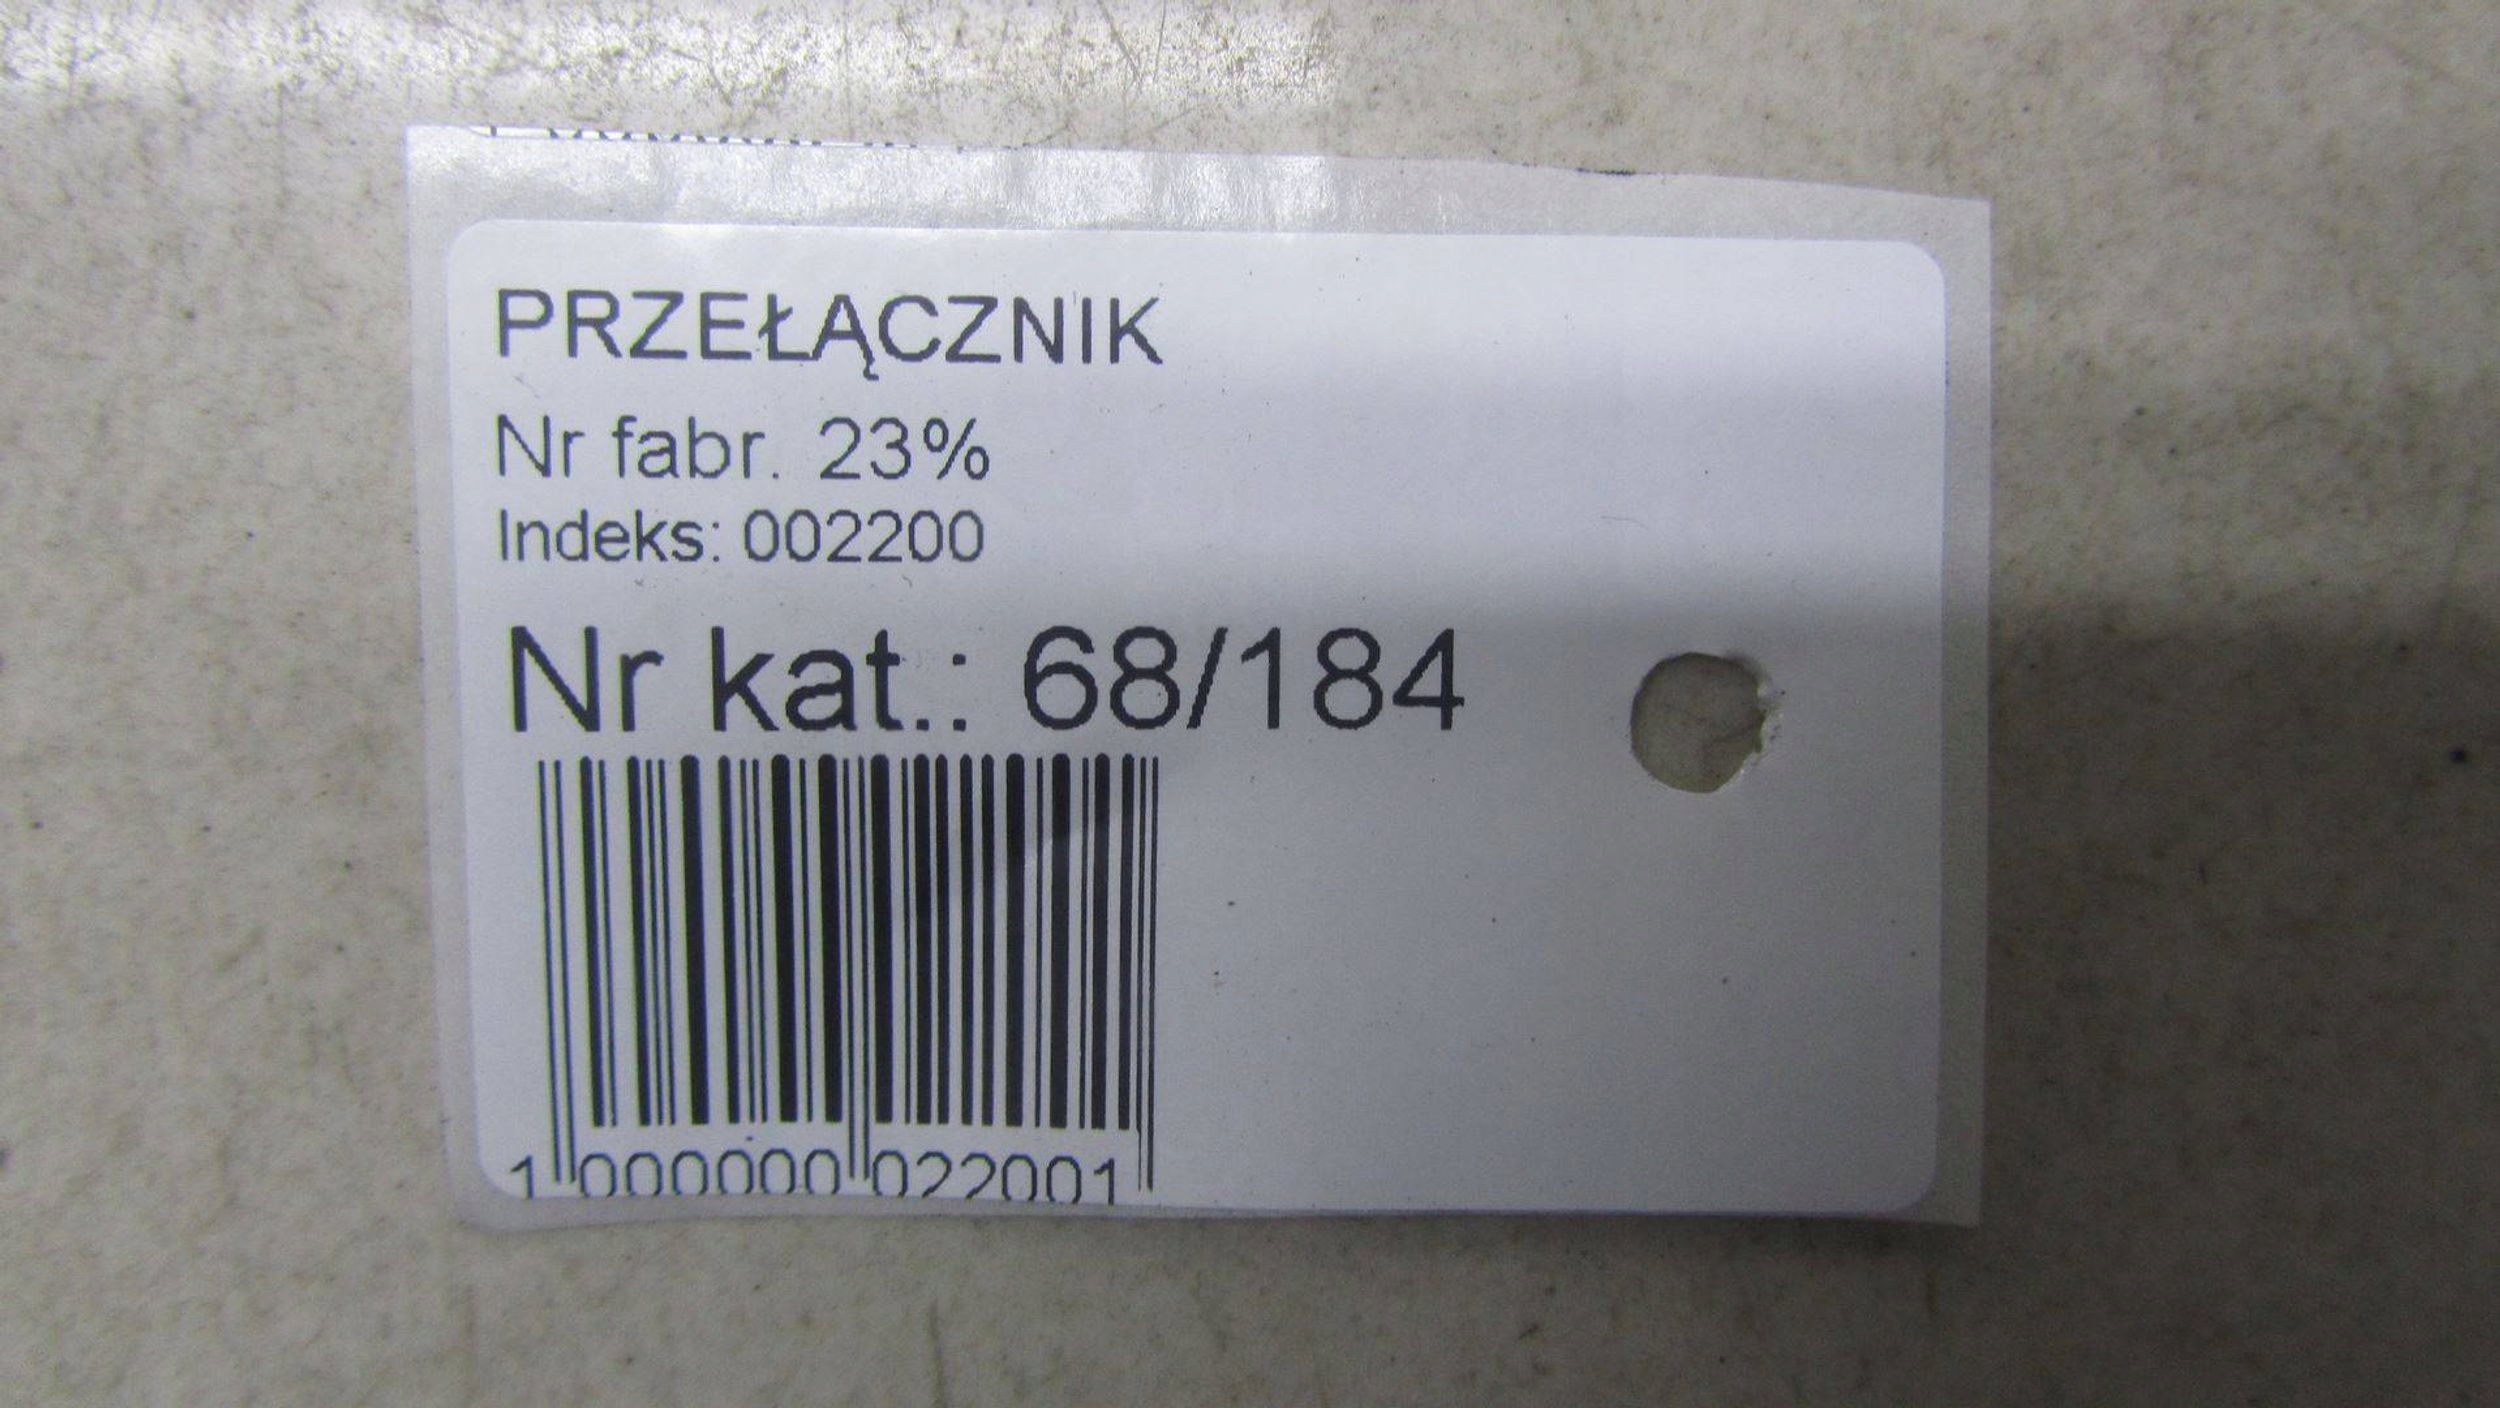 PRZEŁĄCZNIK
Nr fabr. 23%
Indeks: 002200
Nr kat.: 68/184
1 000000 022001